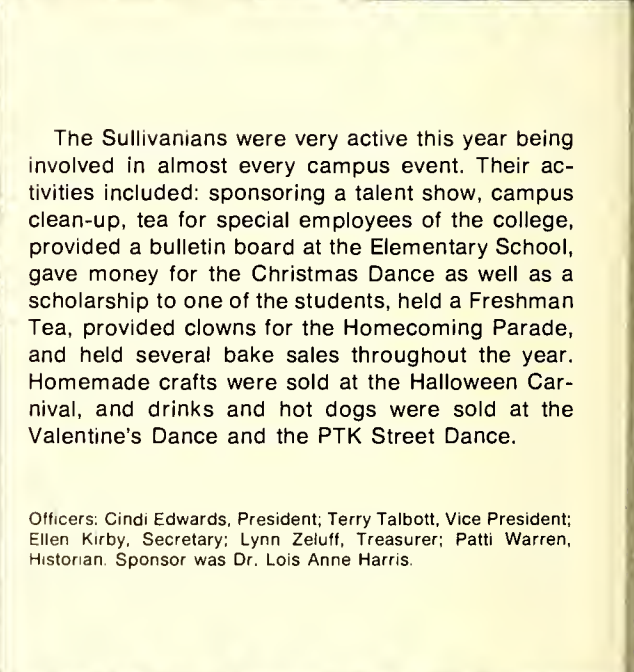 The Sullivanians were very active this year being
involved in almost every campus event. Their ac-
tivities included: sponsoring a talent show, campus
clean-up, tea for special employees of the college,
provided a bulletin board at the Elementary School,
gave money for the Christmas Dance as well as a
scholarship to one of the students, held a Freshman
Tea, provided clowns for the Homecoming Parade,
and held several bake sales throughout the year.
Homemade crafts were sold at the Halloween Car-
nival, and drinks and hot dogs were sold at the
Valentine's Dance and the PTK Street Dance.
Officers: Cindi Edwards, President; Terry Talbott, Vice President;
Ellen Kirby, Secretary; Lynn Zeluff, Treasurer; Patti Warren,
Historian. Sponsor was Dr. Lois Anne Harris.